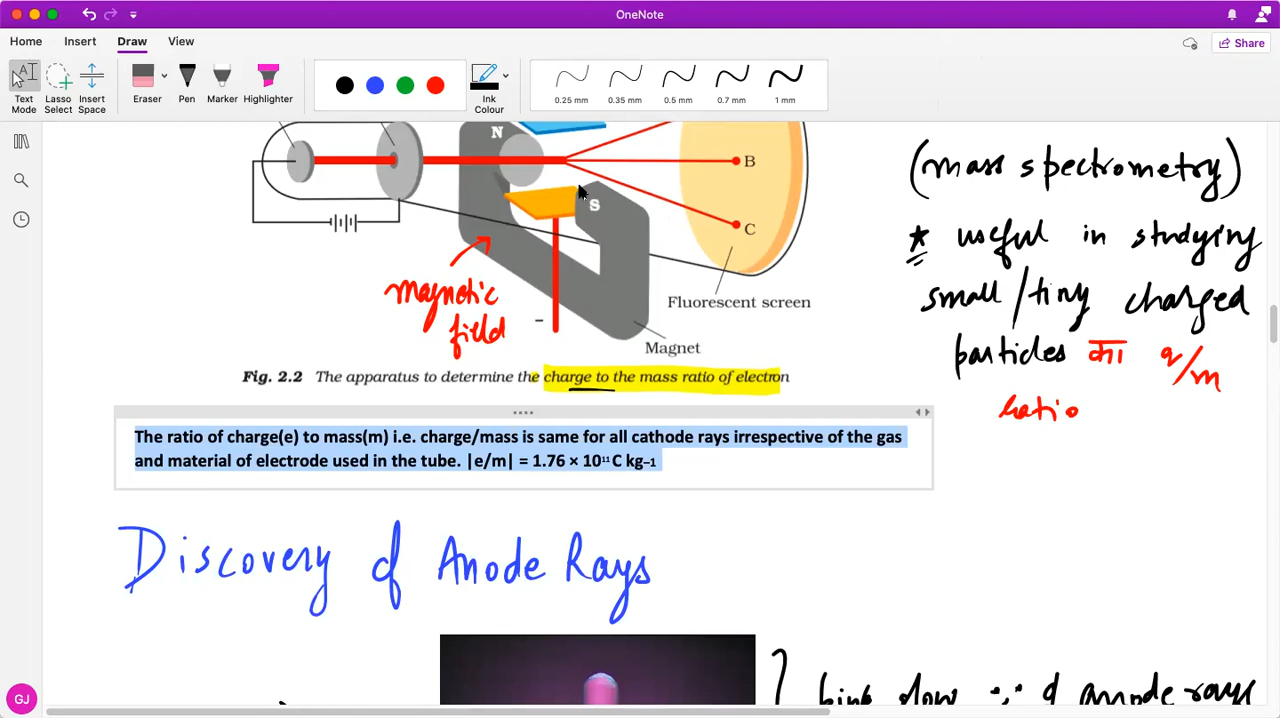 OneNote
Home Insert Draw View
Share
Text Mode
Lasso Select
Insert Space
Eraser
Pen
Marker
Highlighter
Ink Colour
0.25 mm
0.35 mm
0.5 mm
0.7 mm
1 mm
N
S
B
C
magnetic
field
–
Fluorescent screen
Magnet
Fig. 2.2 The apparatus to determine the charge to the mass ratio of electron
The ratio of charge(e) to mass(m) i.e. charge/mass is same for all cathode rays irrespective of the gas
and material of electrode used in the tube. |e/m| = 1.76 × 10¹¹ C kg–1
(mass spectrometry)
* useful in studying
small/tiny charged
particles का q/m
ratio
Discovery of Anode Rays
pink glow ∵ of anode rays
GJ